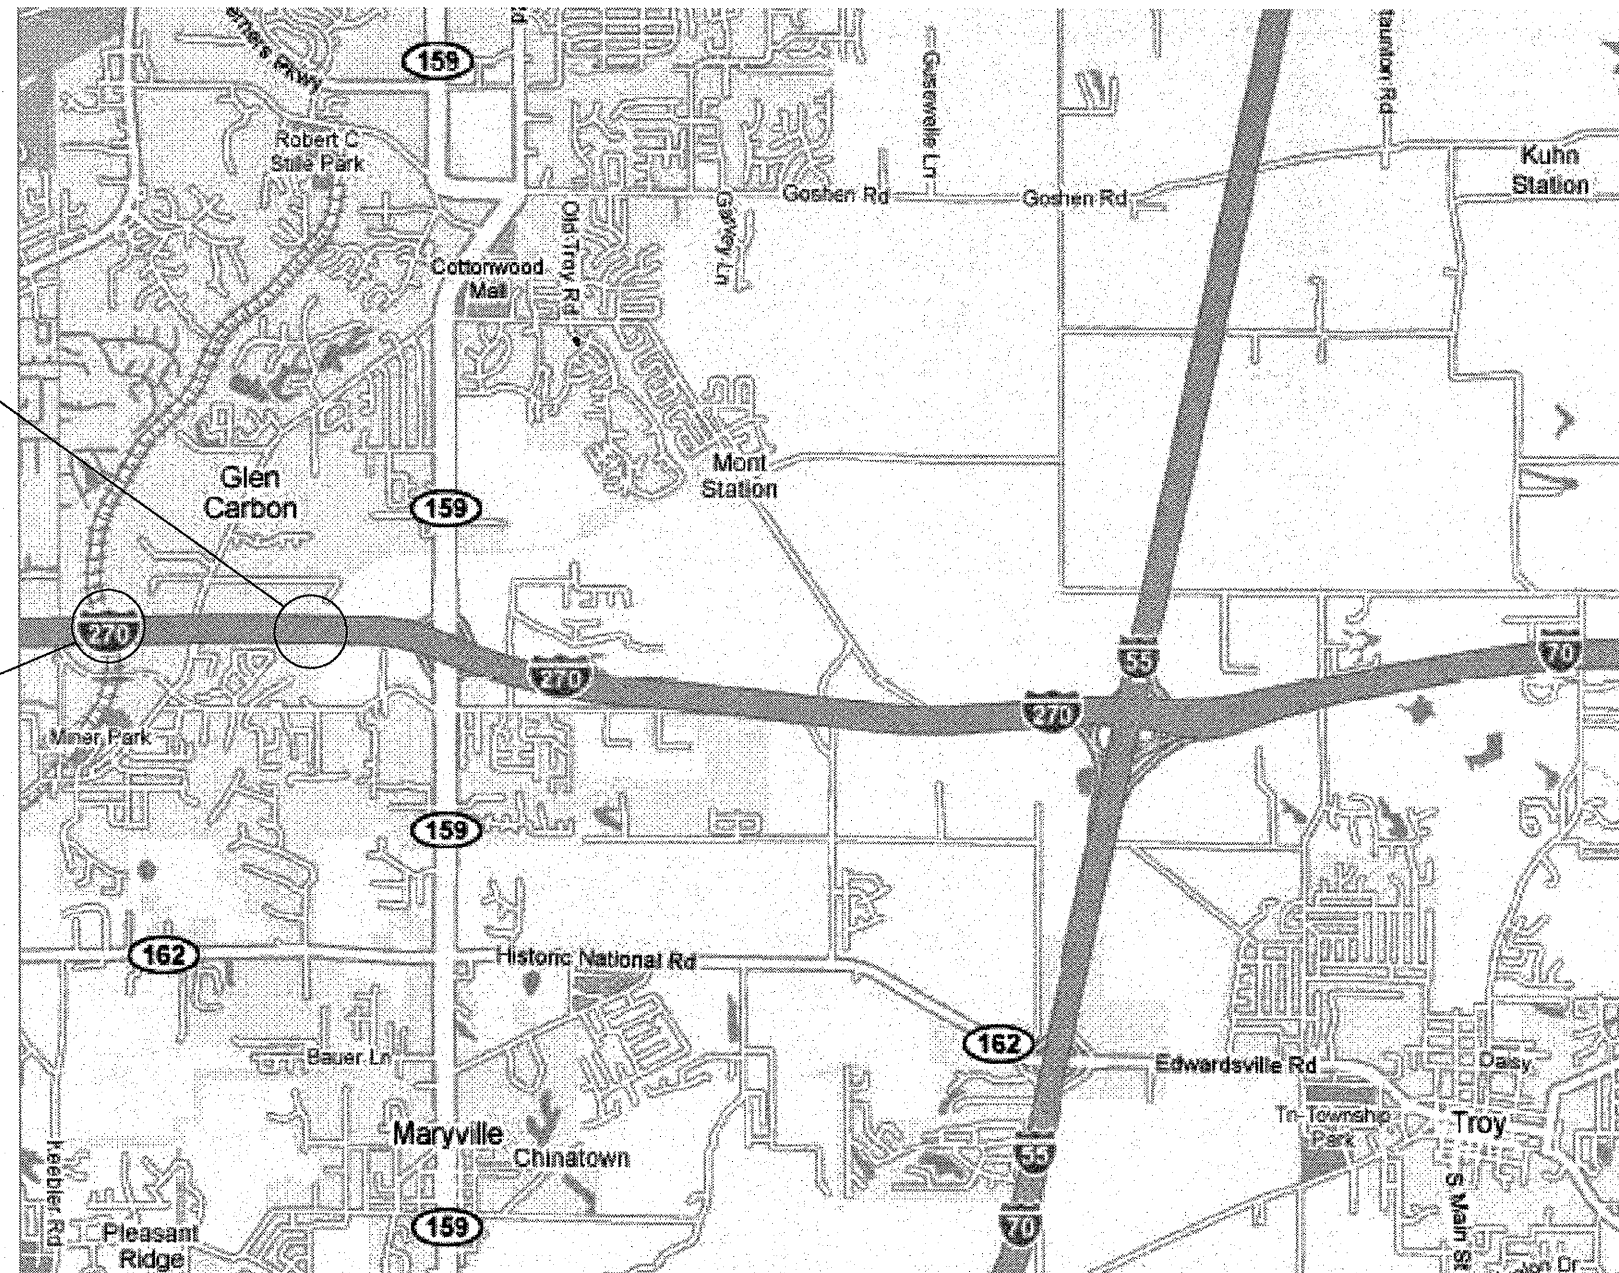 159
Robert C
Stille Park
Kuhn
Station
Goshen Rd
Goshen Rd
Old Troy Rd
Cottonwood
Mall
Glen
Carbon
Mont
Station
159
270
270
270
55
70
Miner Park
159
162
Historic National Rd
162
Edwardsville Rd
Daisy
Bauer Ln
Tri-Township
Park
Troy
Maryville
Chinatown
55
Keebler Rd
S Main St
159
70
Pleasant
Ridge